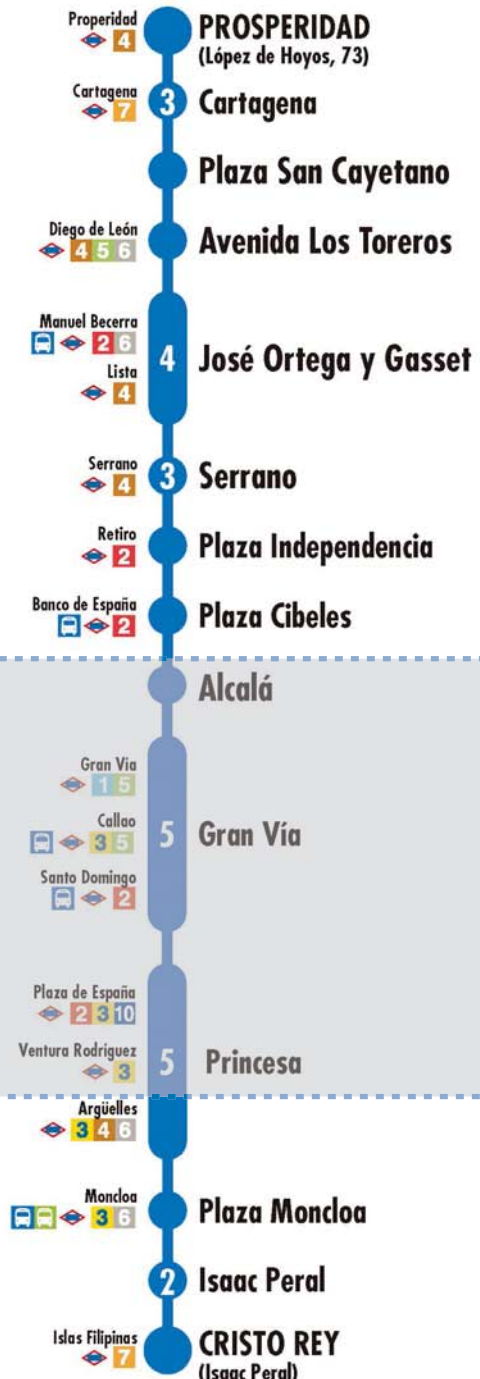 Properidad
4
PROSPERIDAD
(López de Hoyos, 73)
Cartagena
7
3
Cartagena
Plaza San Cayetano
Diego de León
4 5 6
Avenida Los Toreros
Manuel Becerra
2 6
Lista
4
4
José Ortega y Gasset
Serrano
4
3
Serrano
Retiro
2
Plaza Independencia
Banco de España
2
Plaza Cibeles
Alcalá
Gran Via
1 5
Callao
3 5
Santo Domingo
2
5
Gran Vía
Plaza de España
2 3 10
Ventura Rodriguez
3
5
Princesa
Argüelles
3 4 6
Moncloa
3 6
Plaza Moncloa
2
Isaac Peral
Islas Filipinas
7
CRISTO REY
(Isaac Peral)